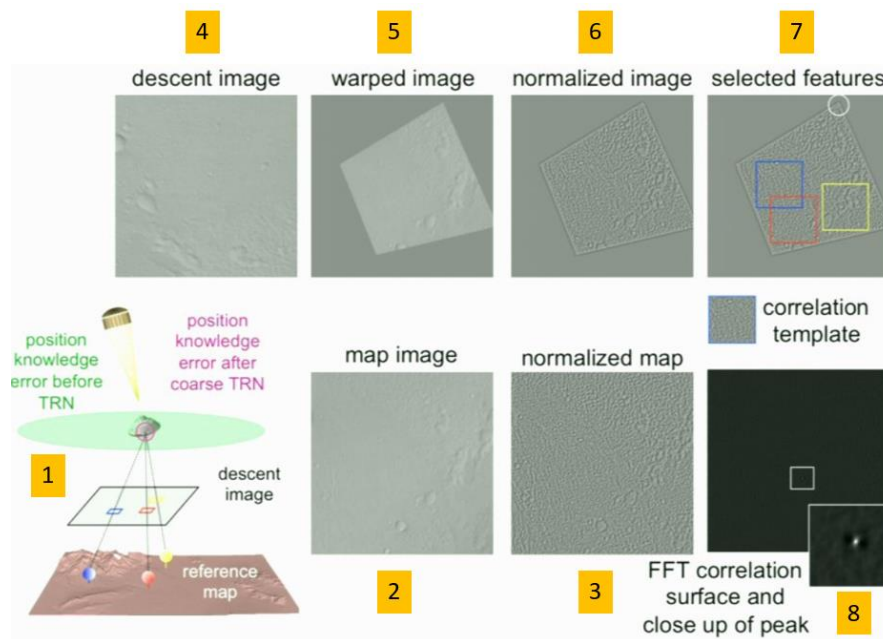 4
5
6
7
descent image
warped image
normalized image
selected features
position
knowledge
error before
TRN
position
knowledge
error after
coarse TRN
map image
normalized map
correlation
template
1
descent
image
reference
map
2
3
FFT correlation
surface and
close up of peak
8